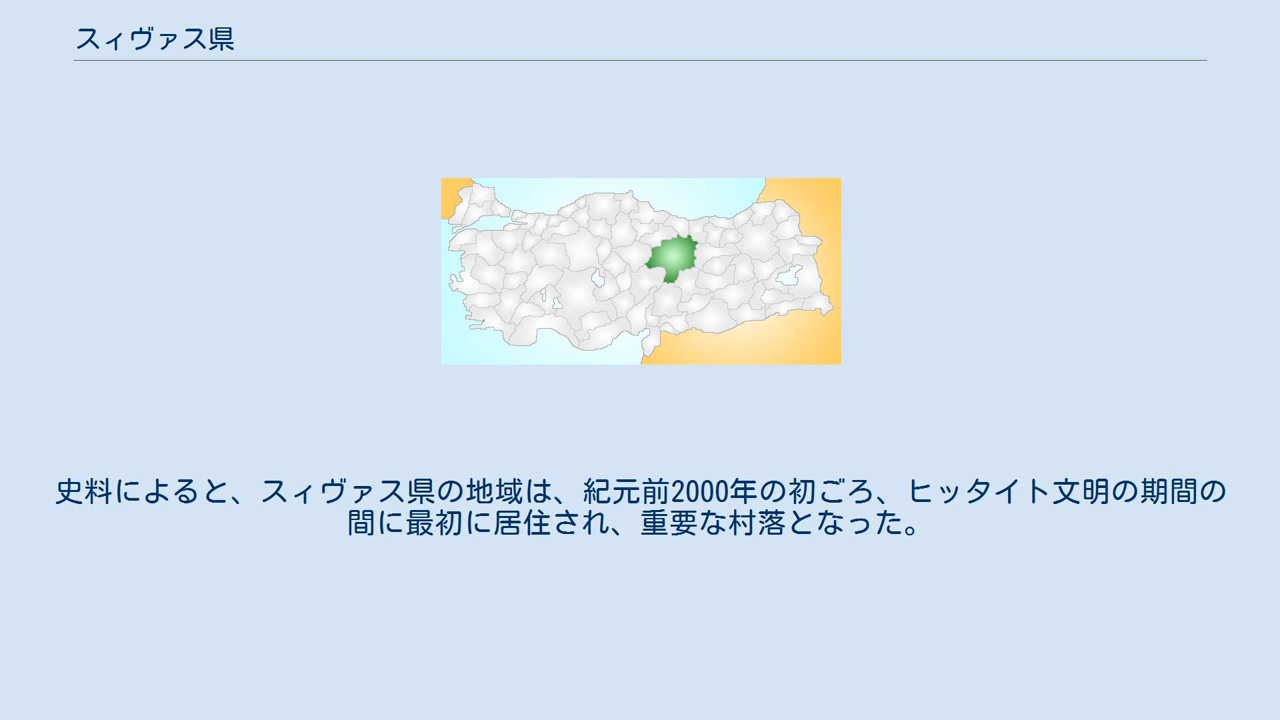 スィヴァス県
史料によると、スィヴァス県の地域は、紀元前2000年の初ごろ、ヒッタイト文明の期間の
間に最初に居住され、重要な村落となった。